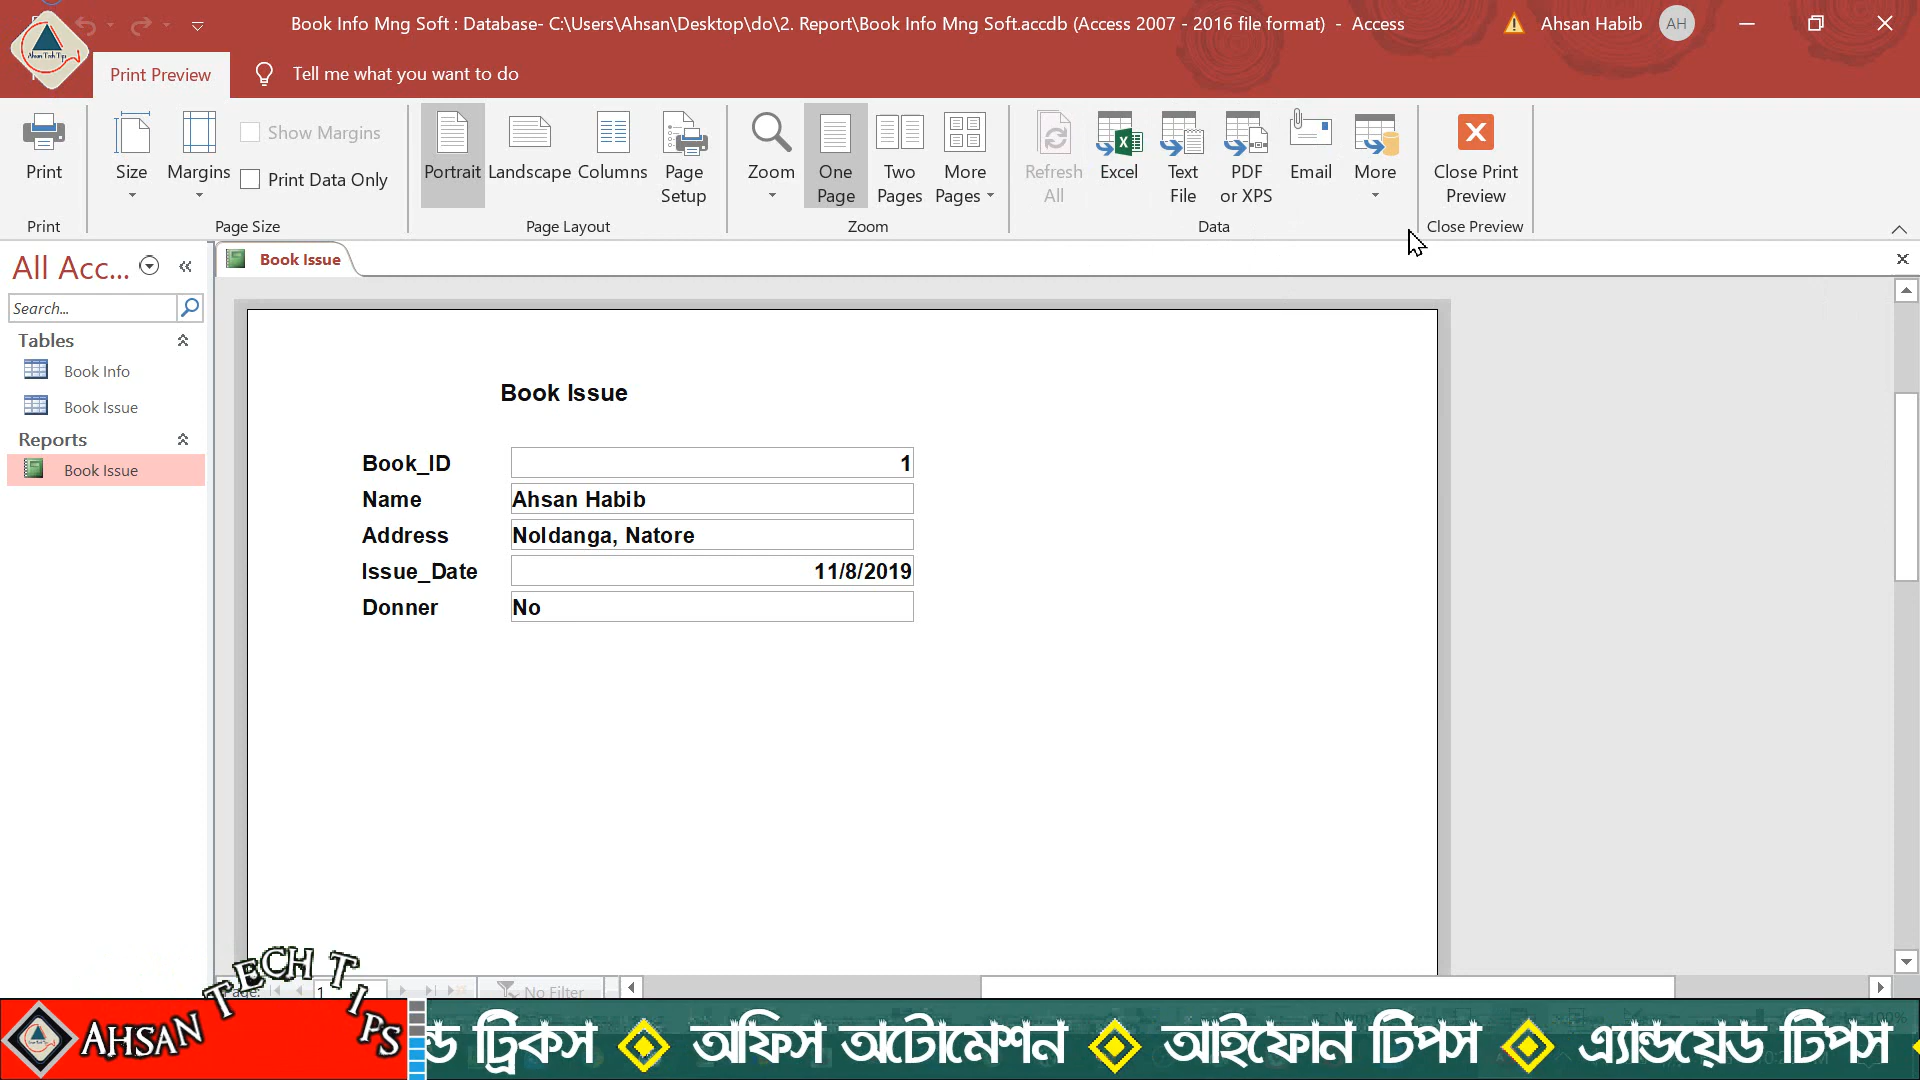 Book Info Mng Soft : Database- C:\Users\Ahsan\Desktop\do\2. Report\Book Info Mng Soft.accdb (Access 2007 - 2016 file format) - Access
Ahsan Habib AH
Ahsan Tech Tips
Print Preview Tell me what you want to do
Print
Size
Margins
Show Margins
Print Data Only
Portrait
Landscape
Columns
Page Setup
Zoom
One Page
Two Pages
More Pages
Refresh All
Excel
Text File
PDF or XPS
Email
More
Close Print Preview
Print Page Size Page Layout Zoom Data Close Preview
All Acc...
Book Issue
Search...
Tables
Book Info
Book Issue
Reports
Book Issue
Book Issue
Book_ID 1
Name Ahsan Habib
Address Noldanga, Natore
Issue_Date 11/8/2019
Donner No
Page: 1 No Filter
AHSAN TECH TIPS
ট্রিকস অফিস অটোমেশন আইফোন টিপস এ্যান্ডয়েড টিপস